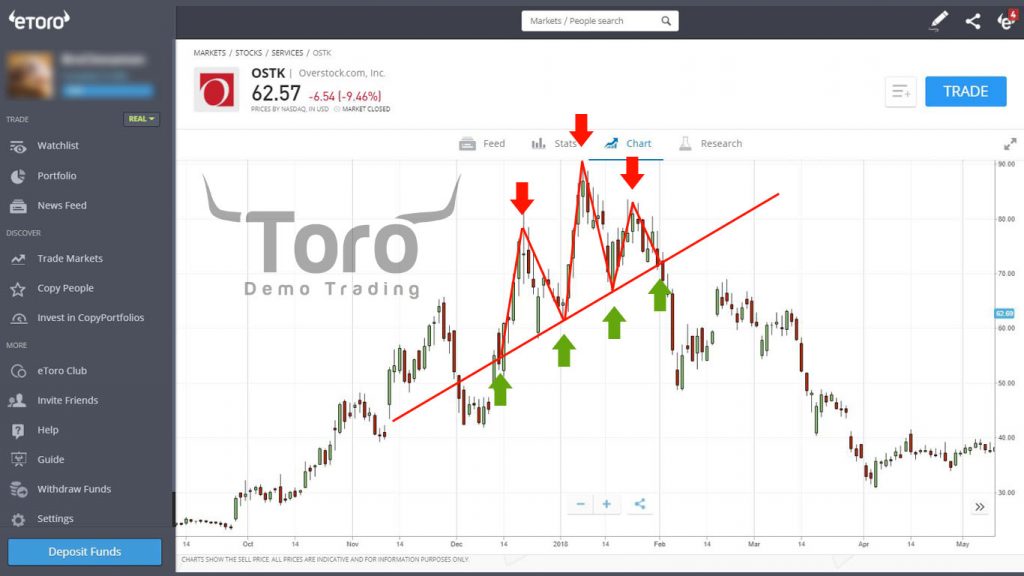 eToro
Markets / People search
4
MARKETS / STOCKS / SERVICES / OSTK
OSTK | Overstock.com, Inc.
62.57 -6.54 (-9.46%)
PRICES BY NASDAQ, IN USD MARKET CLOSED
TRADE
TRADE
REAL
Watchlist
Portfolio
News Feed
DISCOVER
Trade Markets
Copy People
Invest in CopyPortfolios
MORE
eToro Club
Invite Friends
Help
Guide
Withdraw Funds
Settings
Deposit Funds
Feed
Stats
Chart
Research
eToro
Demo Trading
90.00
80.00
70.00
62.69
60.00
50.00
40.00
30.00
14 Oct 14 Nov 14 Dec 14 2018 14 Feb 14 Mar 14 Apr 14 May
CHARTS SHOW THE SELL PRICE. ALL PRICES ARE INDICATIVE AND FOR INFORMATION PURPOSES ONLY.